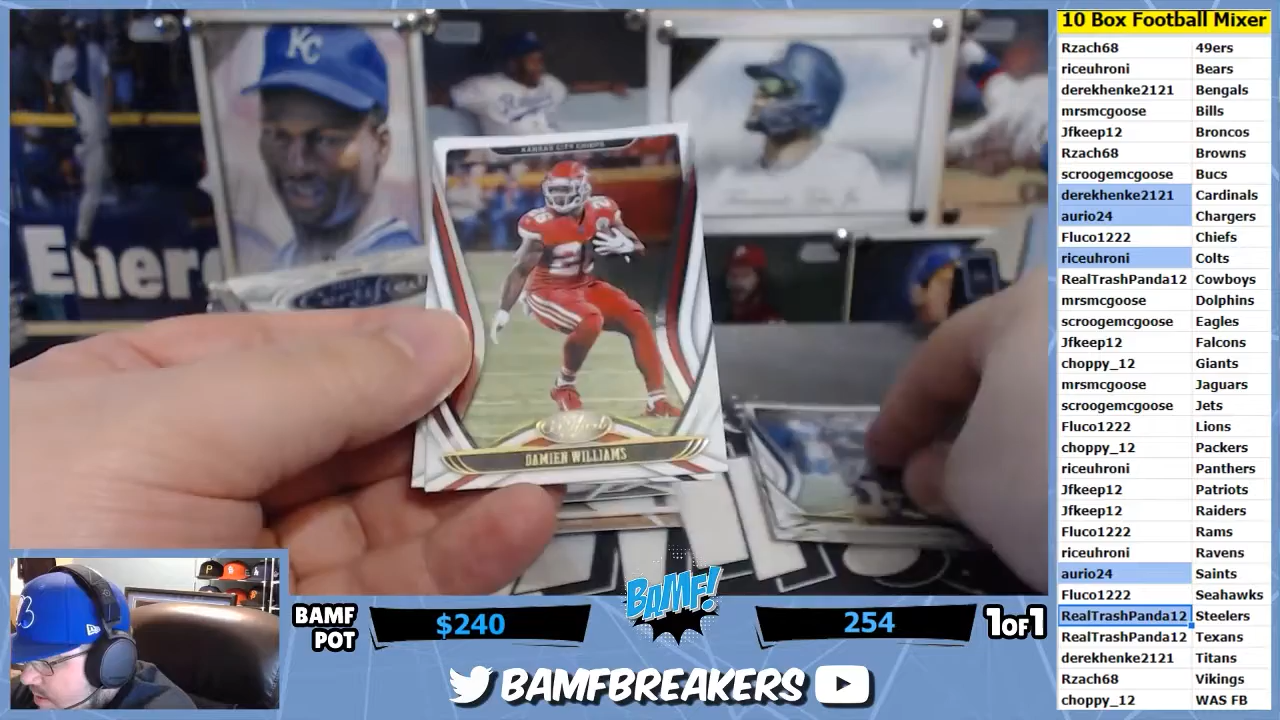 10 Box Football Mixer
Rzach68 49ers
riceuhroni Bears
derekhenke2121 Bengals
mrsmcgoose Bills
Jfkeep12 Broncos
Rzach68 Browns
scroogemcgoose Bucs
derekhenke2121 Cardinals
aurio24 Chargers
Fluco1222 Chiefs
riceuhroni Colts
RealTrashPanda12 Cowboys
mrsmcgoose Dolphins
scroogemcgoose Eagles
Jfkeep12 Falcons
choppy_12 Giants
mrsmcgoose Jaguars
scroogemcgoose Jets
Fluco1222 Lions
choppy_12 Packers
riceuhroni Panthers
Jfkeep12 Patriots
Jfkeep12 Raiders
Fluco1222 Rams
riceuhroni Ravens
aurio24 Saints
Fluco1222 Seahawks
RealTrashPanda12 Steelers
RealTrashPanda12 Texans
derekhenke2121 Titans
Rzach68 Vikings
choppy_12 WAS FB
KC
Ener
Certified
KANSAS CITY CHIEFS
Certified
DAMIEN WILLIAMS
BAMF POT
$240
BAMF!
254
1OF1
BAMFBREAKERS